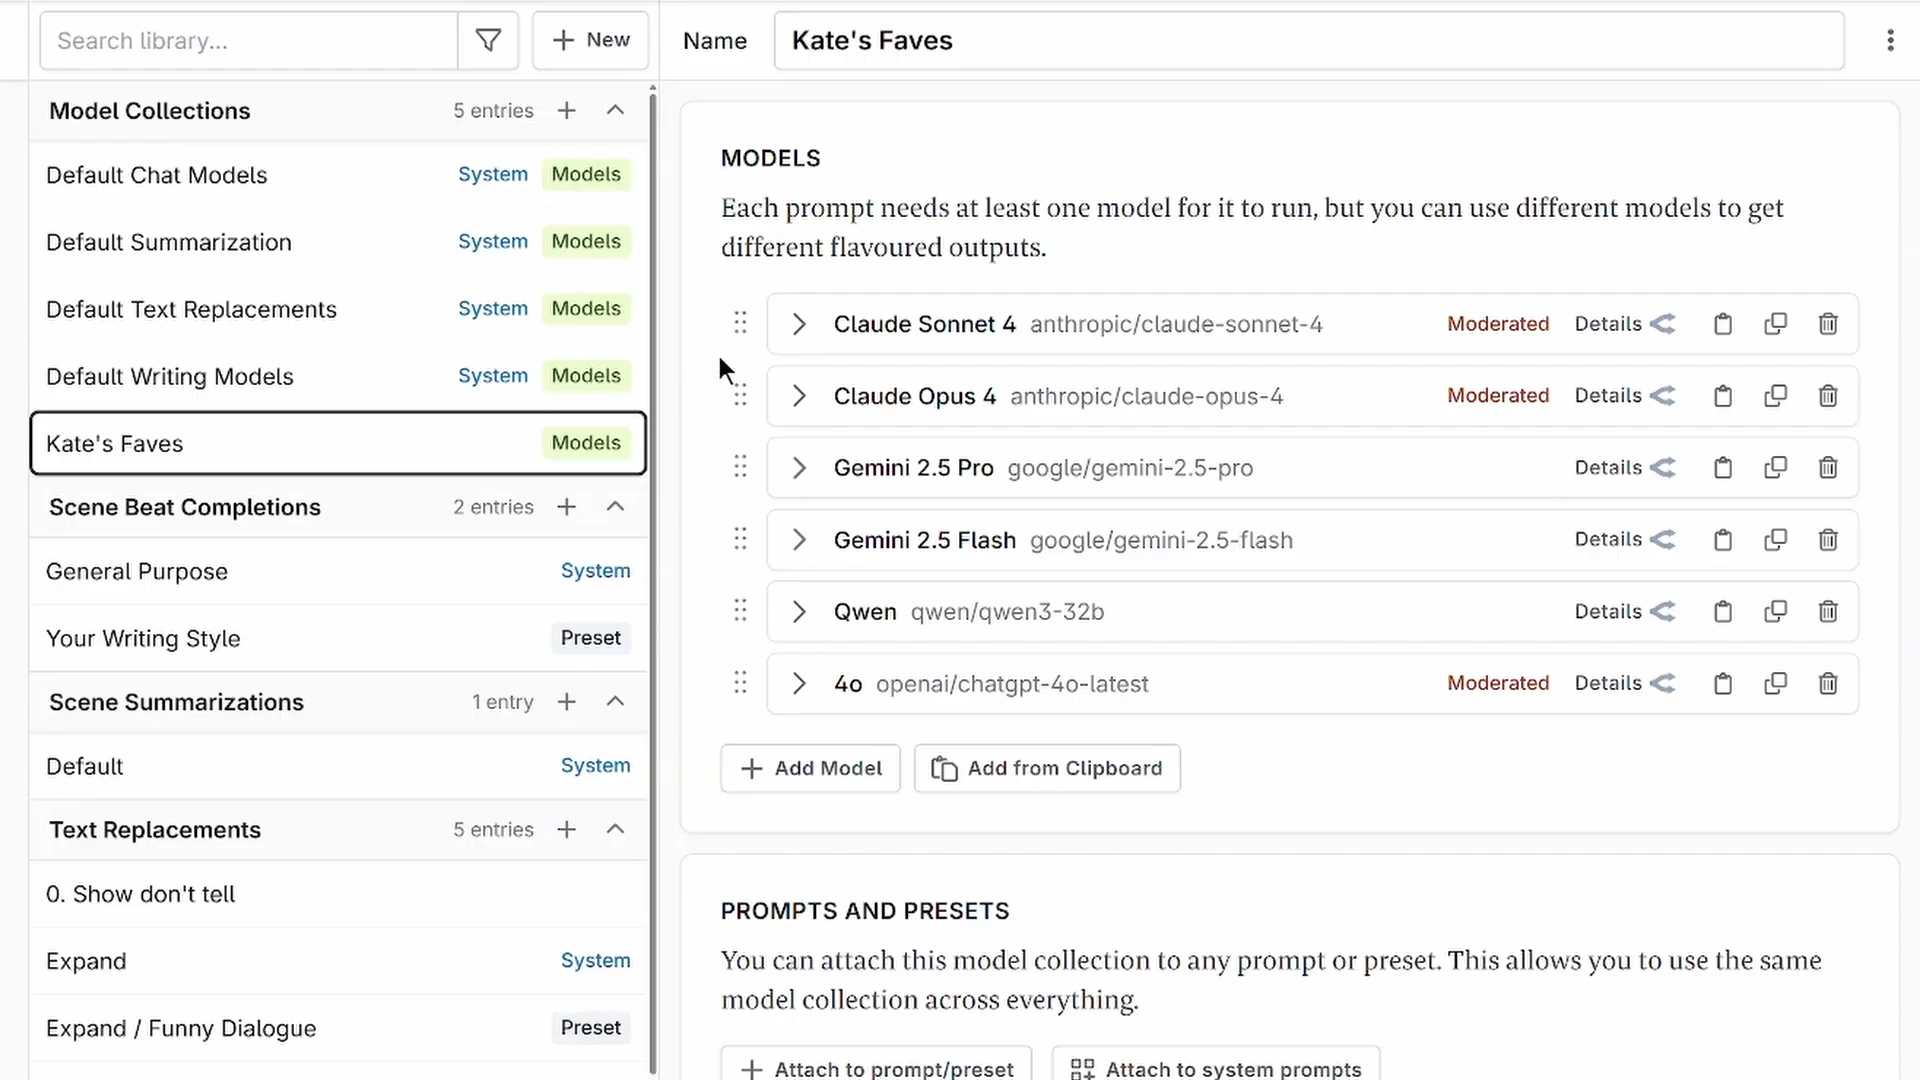 Search library...
New
Name
Kate's Faves
Model Collections 5 entries
Default Chat Models System Models
Default Summarization System Models
Default Text Replacements System Models
Default Writing Models System Models
Kate's Faves Models
Scene Beat Completions 2 entries
General Purpose System
Your Writing Style Preset
Scene Summarizations 1 entry
Default System
Text Replacements 5 entries
0. Show don't tell
Expand System
Expand / Funny Dialogue Preset
MODELS
Each prompt needs at least one model for it to run, but you can use different models to get
different flavoured outputs.
Claude Sonnet 4 anthropic/claude-sonnet-4 Moderated Details
Claude Opus 4 anthropic/claude-opus-4 Moderated Details
Gemini 2.5 Pro google/gemini-2.5-pro Details
Gemini 2.5 Flash google/gemini-2.5-flash Details
Qwen qwen/qwen3-32b Details
4o openai/chatgpt-4o-latest Moderated Details
Add Model Add from Clipboard
PROMPTS AND PRESETS
You can attach this model collection to any prompt or preset. This allows you to use the same
model collection across everything.
Attach to prompt/preset Attach to system prompts